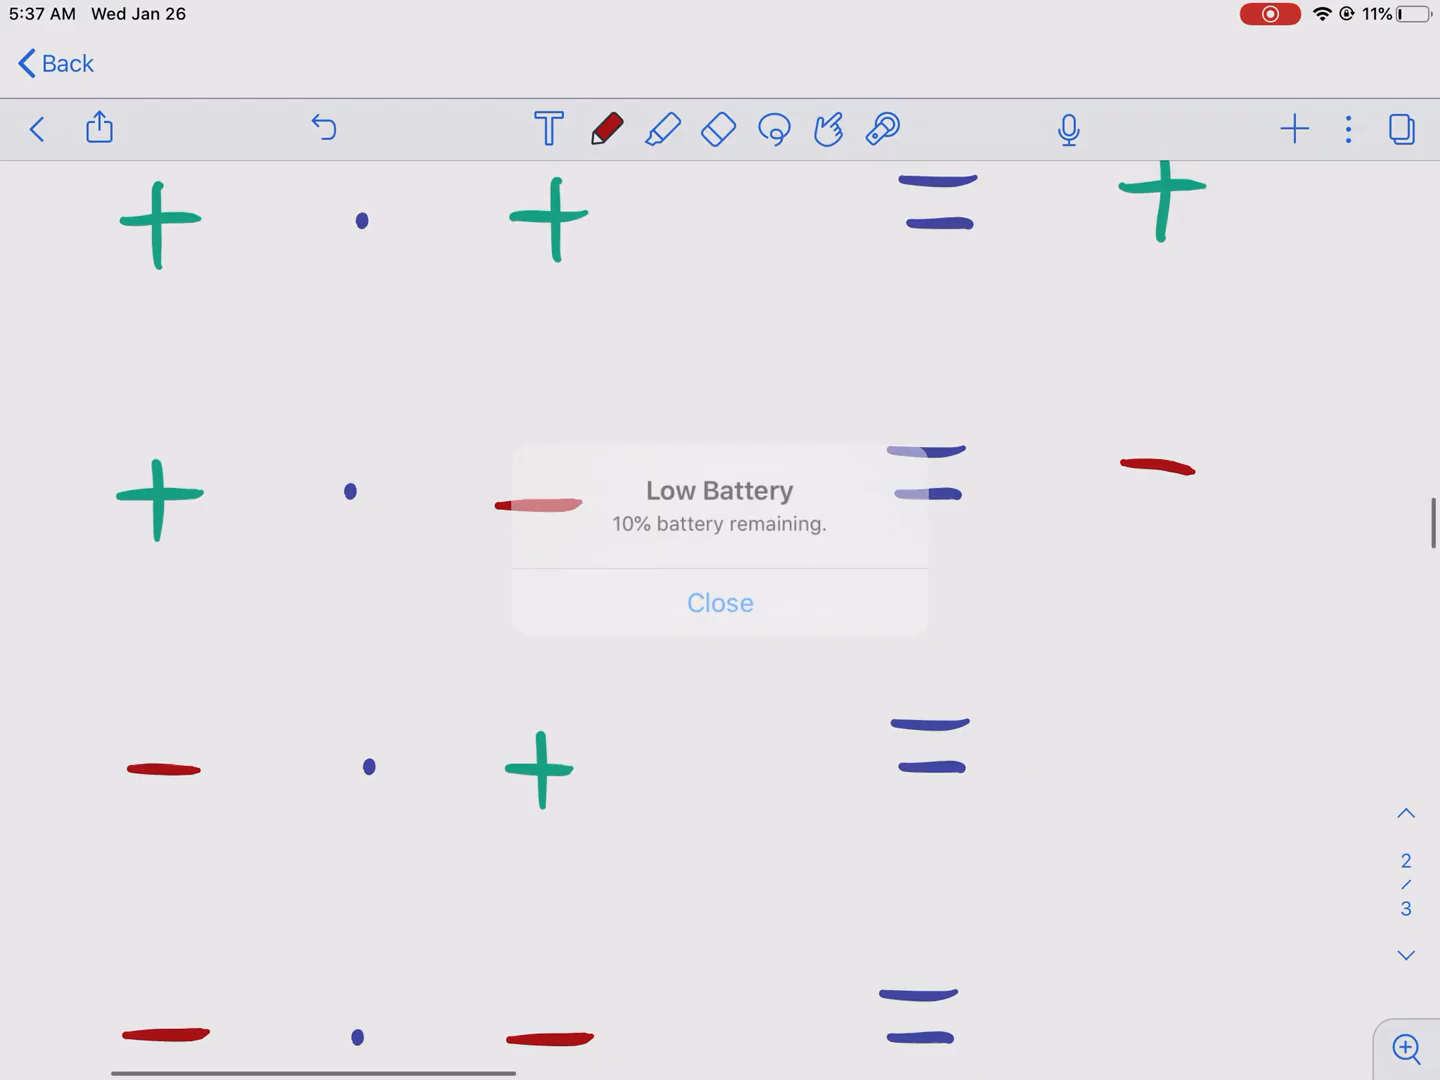 5:37 AM Wed Jan 26
11%
Back
+ · + = +
+ · - = -
Low Battery
10% battery remaining.
Close
- · + =
2
/
3
- · - =